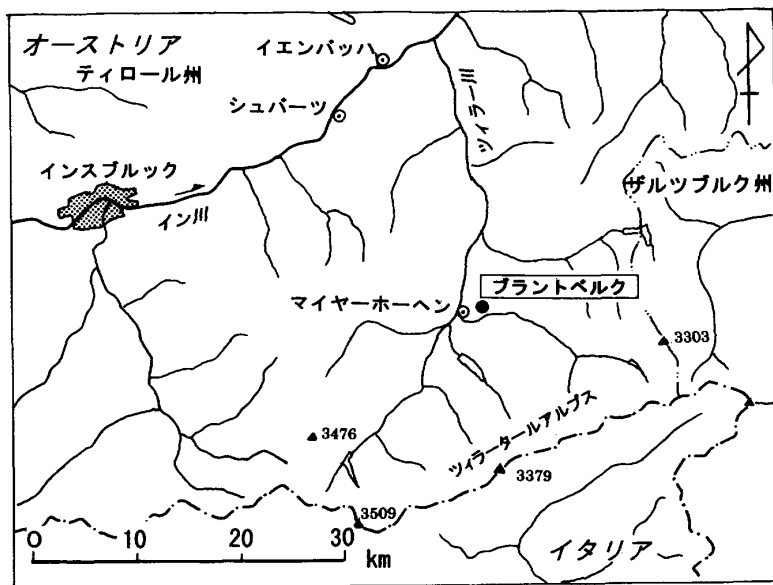 オーストリア
ティロール州
イエンバッハ
シュバーツ
ツィラー川
インスブルック
イン川
ザルツブルク州
ブラントベルク
マイヤーホーヘン
3303
3476
ツィラータールアルプス
3379
3509
イタリア
0 10 20 30
km